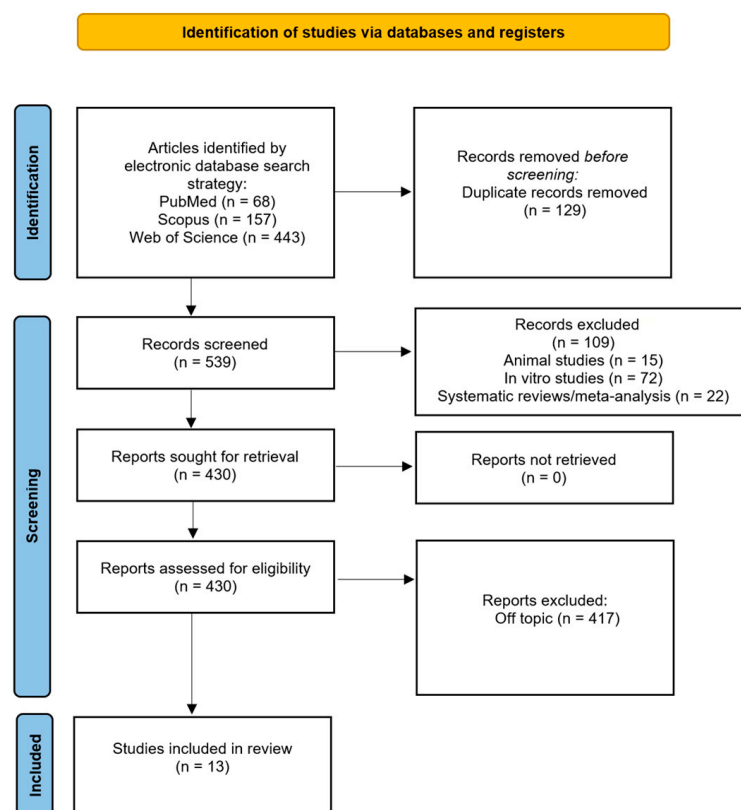 Identification of studies via databases and registers
Identification
Articles identified by
electronic database search
strategy:
PubMed (n = 68)
Scopus (n = 157)
Web of Science (n = 443)
Records removed before
screening:
Duplicate records removed
(n = 129)
Screening
Records screened
(n = 539)
Records excluded
(n = 109)
Animal studies (n = 15)
In vitro studies (n = 72)
Systematic reviews/meta-analysis (n = 22)
Reports sought for retrieval
(n = 430)
Reports not retrieved
(n = 0)
Reports assessed for eligibility
(n = 430)
Reports excluded:
Off topic (n = 417)
Included
Studies included in review
(n = 13)